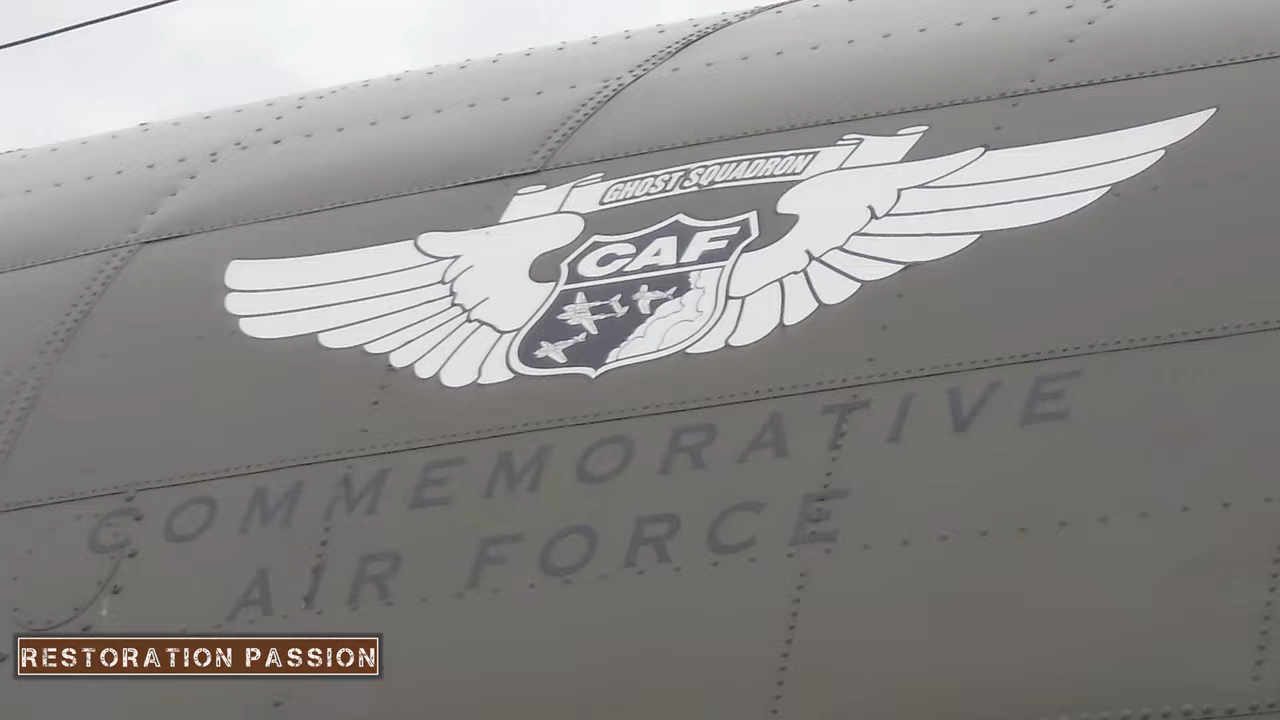 GHOST SQUADRON
CAF
COMMEMORATIVE
AIR FORCE
RESTORATION PASSION